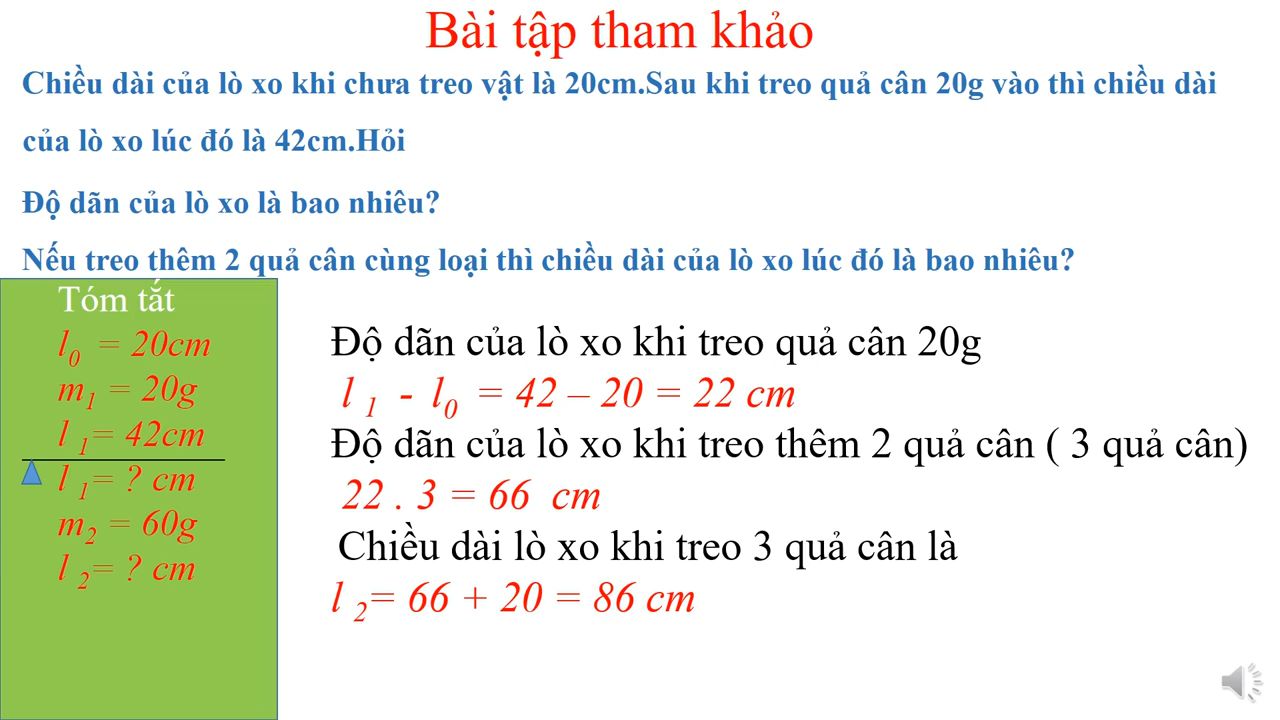 Bài tập tham khảo
Chiều dài của lò xo khi chưa treo vật là 20cm.Sau khi treo quả cân 20g vào thì chiều dài
của lò xo lúc đó là 42cm.Hỏi
Độ dãn của lò xo là bao nhiêu?
Nếu treo thêm 2 quả cân cùng loại thì chiều dài của lò xo lúc đó là bao nhiêu?
Tóm tắt
l0 = 20cm
m1 = 20g
l 1= 42cm
l 1= ? cm
m2 = 60g
l 2= ? cm
Độ dãn của lò xo khi treo quả cân 20g
l 1 - l0 = 42 – 20 = 22 cm
Độ dãn của lò xo khi treo thêm 2 quả cân ( 3 quả cân)
22 . 3 = 66 cm
Chiều dài lò xo khi treo 3 quả cân là
l 2= 66 + 20 = 86 cm